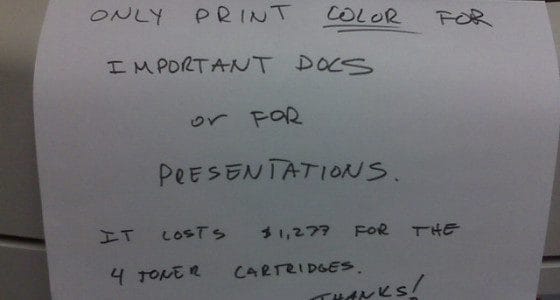 ONLY PRINT COLOR FOR
IMPORTANT DOCS
or FOR
PRESENTATIONS.
IT COSTS $1,277 FOR THE
4 TONER CARTRIDGES.
THANKS!